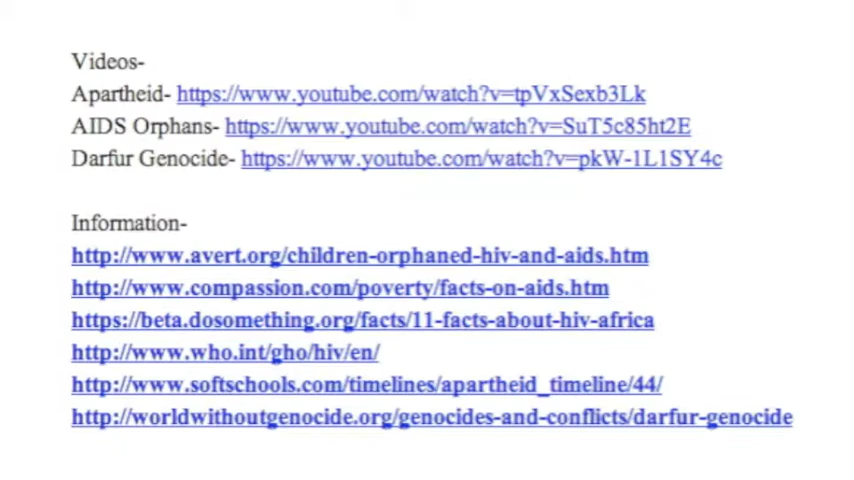 Videos-
Apartheid- https://www.youtube.com/watch?v=tpVxSexb3Lk
AIDS Orphans- https://www.youtube.com/watch?v=SuT5c85ht2E
Darfur Genocide- https://www.youtube.com/watch?v=pkW-1L1SY4c
Information-
http://www.avert.org/children-orphaned-hiv-and-aids.htm
http://www.compassion.com/poverty/facts-on-aids.htm
https://beta.dosomething.org/facts/11-facts-about-hiv-africa
http://www.who.int/gho/hiv/en/
http://www.softschools.com/timelines/apartheid_timeline/44/
http://worldwithoutgenocide.org/genocides-and-conflicts/darfur-genocide